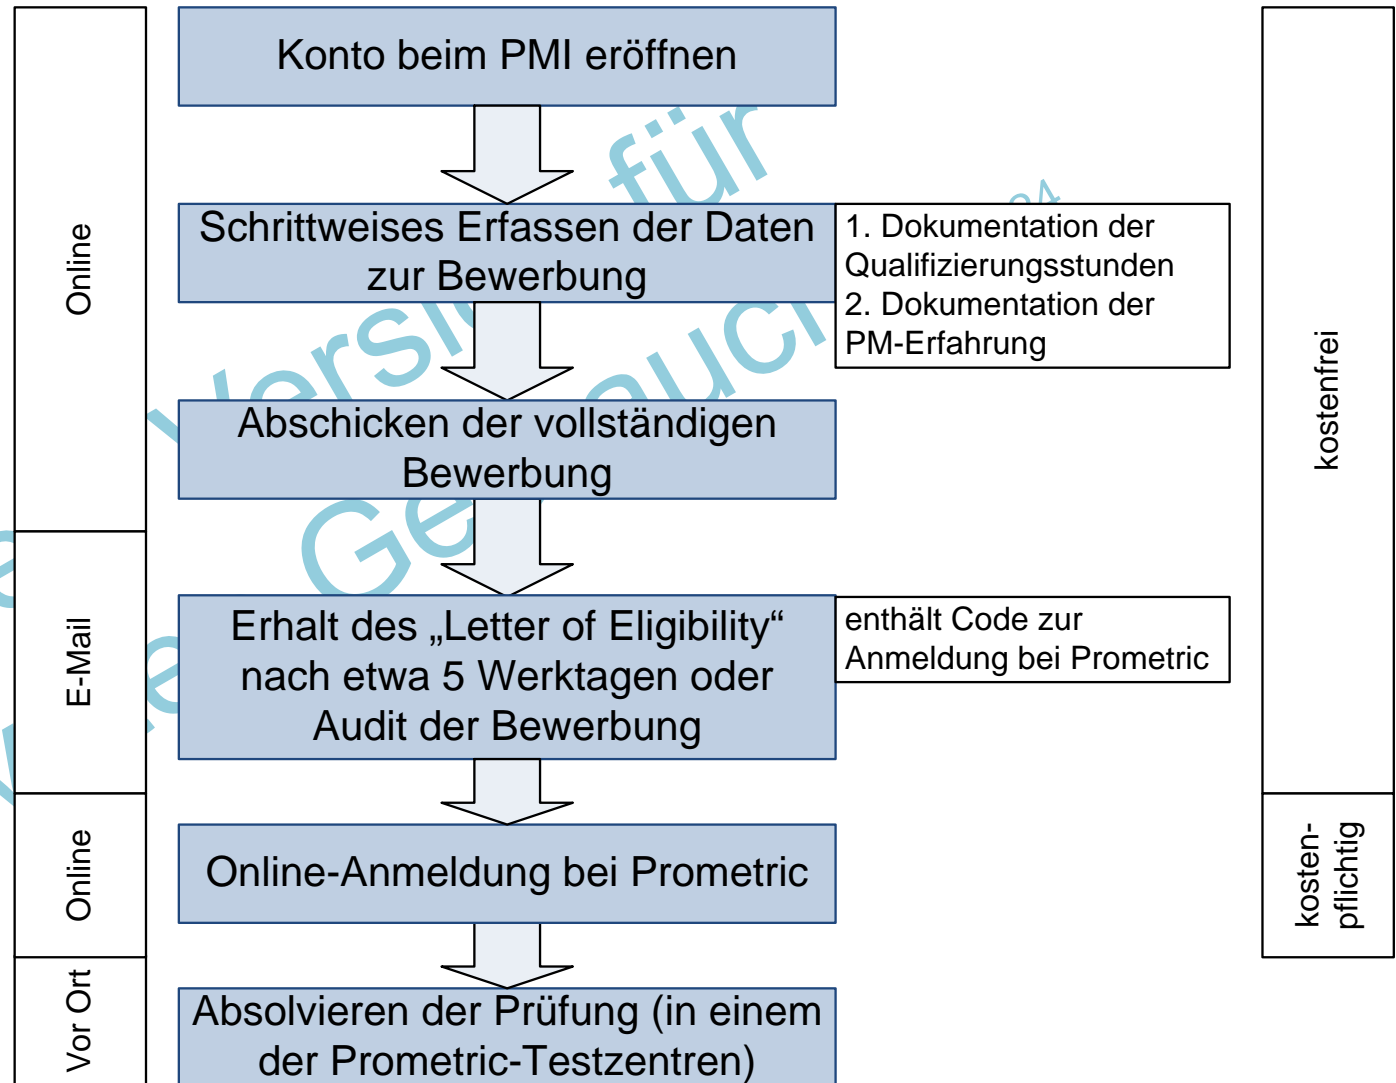 Online
Konto beim PMI eröffnen
Schrittweises Erfassen der Daten
zur Bewerbung
1. Dokumentation der
Qualifizierungsstunden
2. Dokumentation der
PM-Erfahrung
Abschicken der vollständigen
Bewerbung
kostenfrei
E-Mail
Erhalt des „Letter of Eligibility“
nach etwa 5 Werktagen oder
Audit der Bewerbung
enthält Code zur
Anmeldung bei Prometric
Online
Online-Anmeldung bei Prometric
kosten-
pflichtig
Vor Ort
Absolvieren der Prüfung (in einem
der Prometric-Testzentren)
für